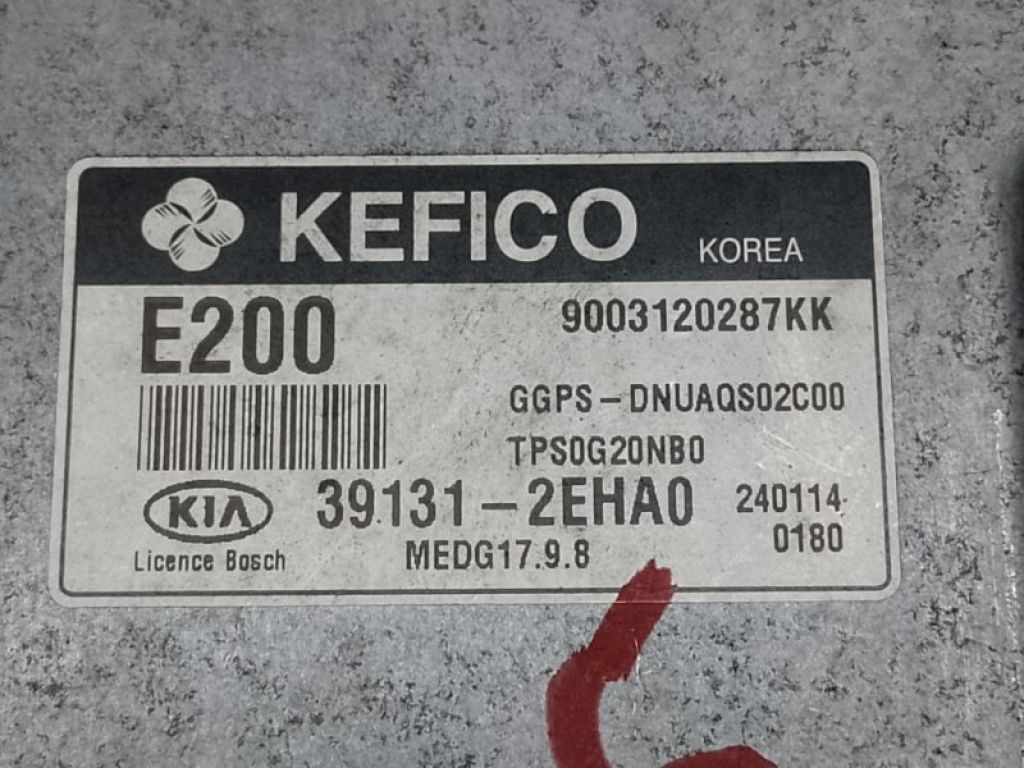 KEFICO KOREA
E200 9003120287KK
GGPS-DNUAQS02C00
TPS0G20NB0
KIA 39131-2EHA0 240114
Licence Bosch MEDG17.9.8 0180